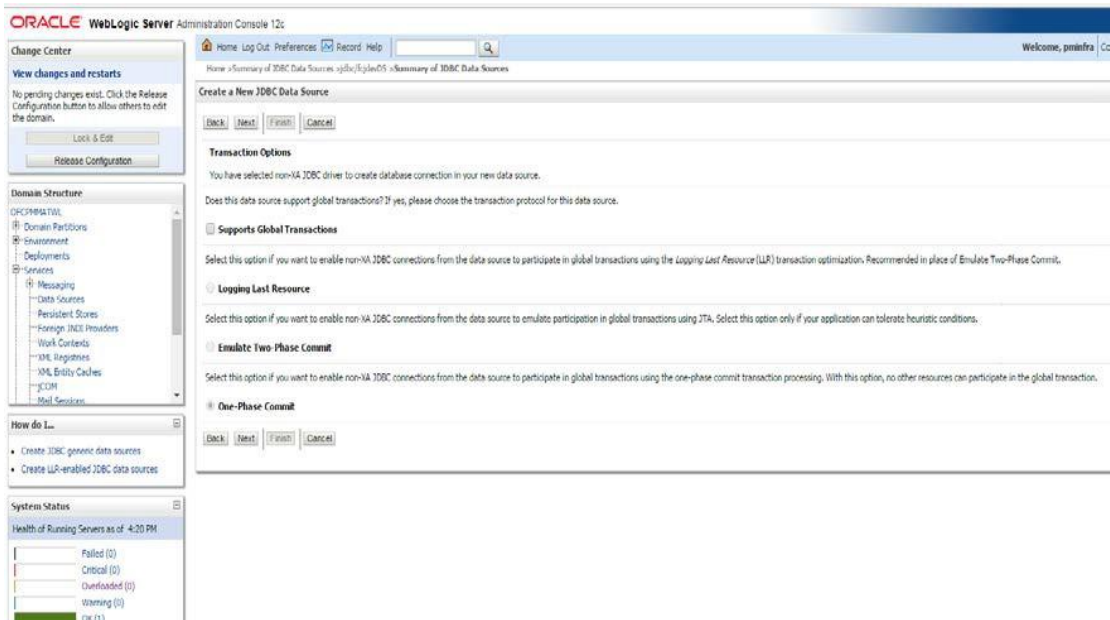 ORACLE WebLogic Server Administration Console 12c
Change Center
View changes and restarts
No pending changes exist. Click the Release
Configuration button to allow others to edit
the domain.
Lock & Edit
Release Configuration
Domain Structure
Domain Partitions
Environment
Deployments
Services
Messaging
Data Sources
Persistent Stores
Foreign JNDI Providers
Work Contexts
XML Registries
XML Entity Caches
jCOM
Mail Sessions
How do I...
Create JDBC generic data sources
Create LLR-enabled JDBC data sources
System Status
Health of Running Servers as of 4:20 PM
Failed (0)
Critical (0)
Overloaded (0)
Warning (0)
OK (1)
Home Log Out Preferences Record Help
Welcome, pminfra
Home >Summary of JDBC Data Sources >jdbc/fcjdevDS >Summary of JDBC Data Sources
Create a New JDBC Data Source
Back Next Finish Cancel
Transaction Options
You have selected non-XA JDBC driver to create database connection in your new data source.
Does this data source support global transactions? If yes, please choose the transaction protocol for this data source.
Supports Global Transactions
Select this option if you want to enable non-XA JDBC connections from the data source to participate in global transactions using the Logging Last Resource (LLR) transaction optimization. Recommended in place of Emulate Two-Phase Commit.
Logging Last Resource
Select this option if you want to enable non-XA JDBC connections from the data source to emulate participation in global transactions using JTA. Select this option only if your application can tolerate heuristic conditions.
Emulate Two-Phase Commit
Select this option if you want to enable non-XA JDBC connections from the data source to participate in global transactions using the one-phase commit transaction processing. With this option, no other resources can participate in the global transaction.
One-Phase Commit
Back Next Finish Cancel